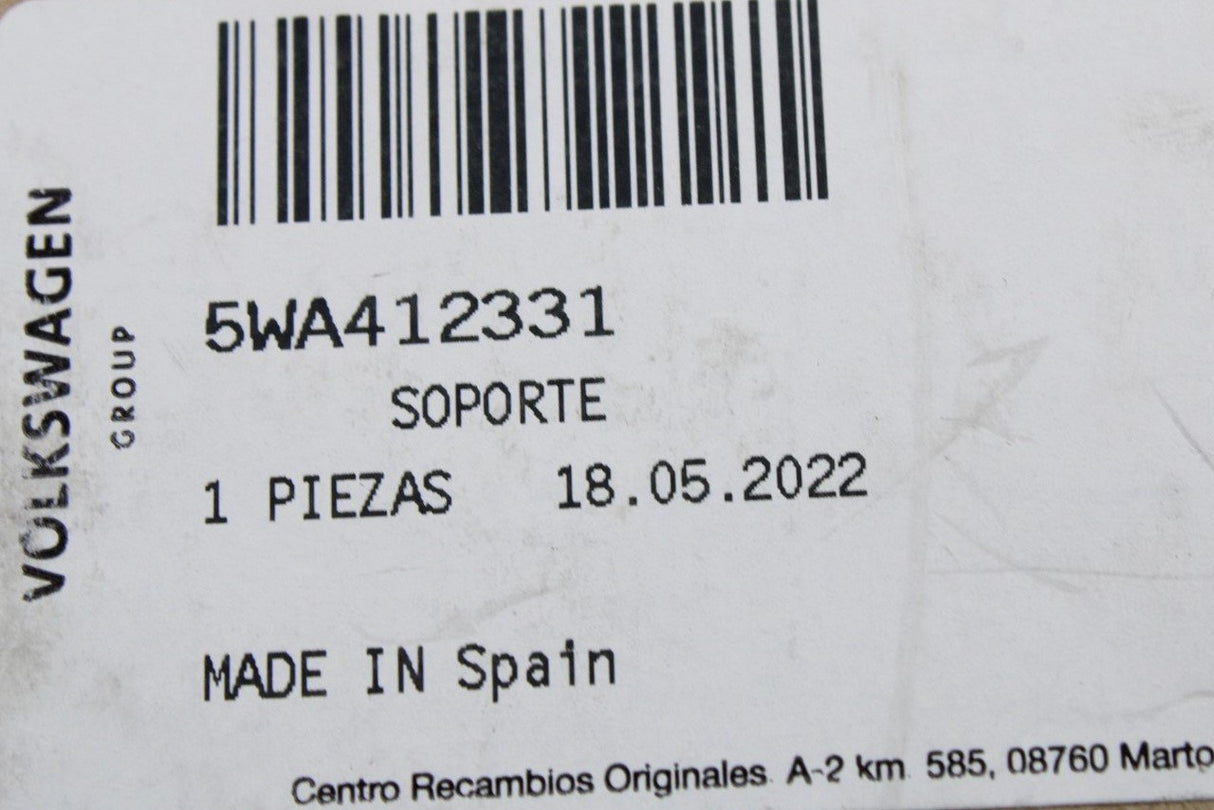 VOLKSWAGEN
GROUP
5WA412331
SOPORTE
1 PIEZAS 18.05.2022
MADE IN Spain
Centro Recambios Originales. A-2 km. 585, 08760 Marto